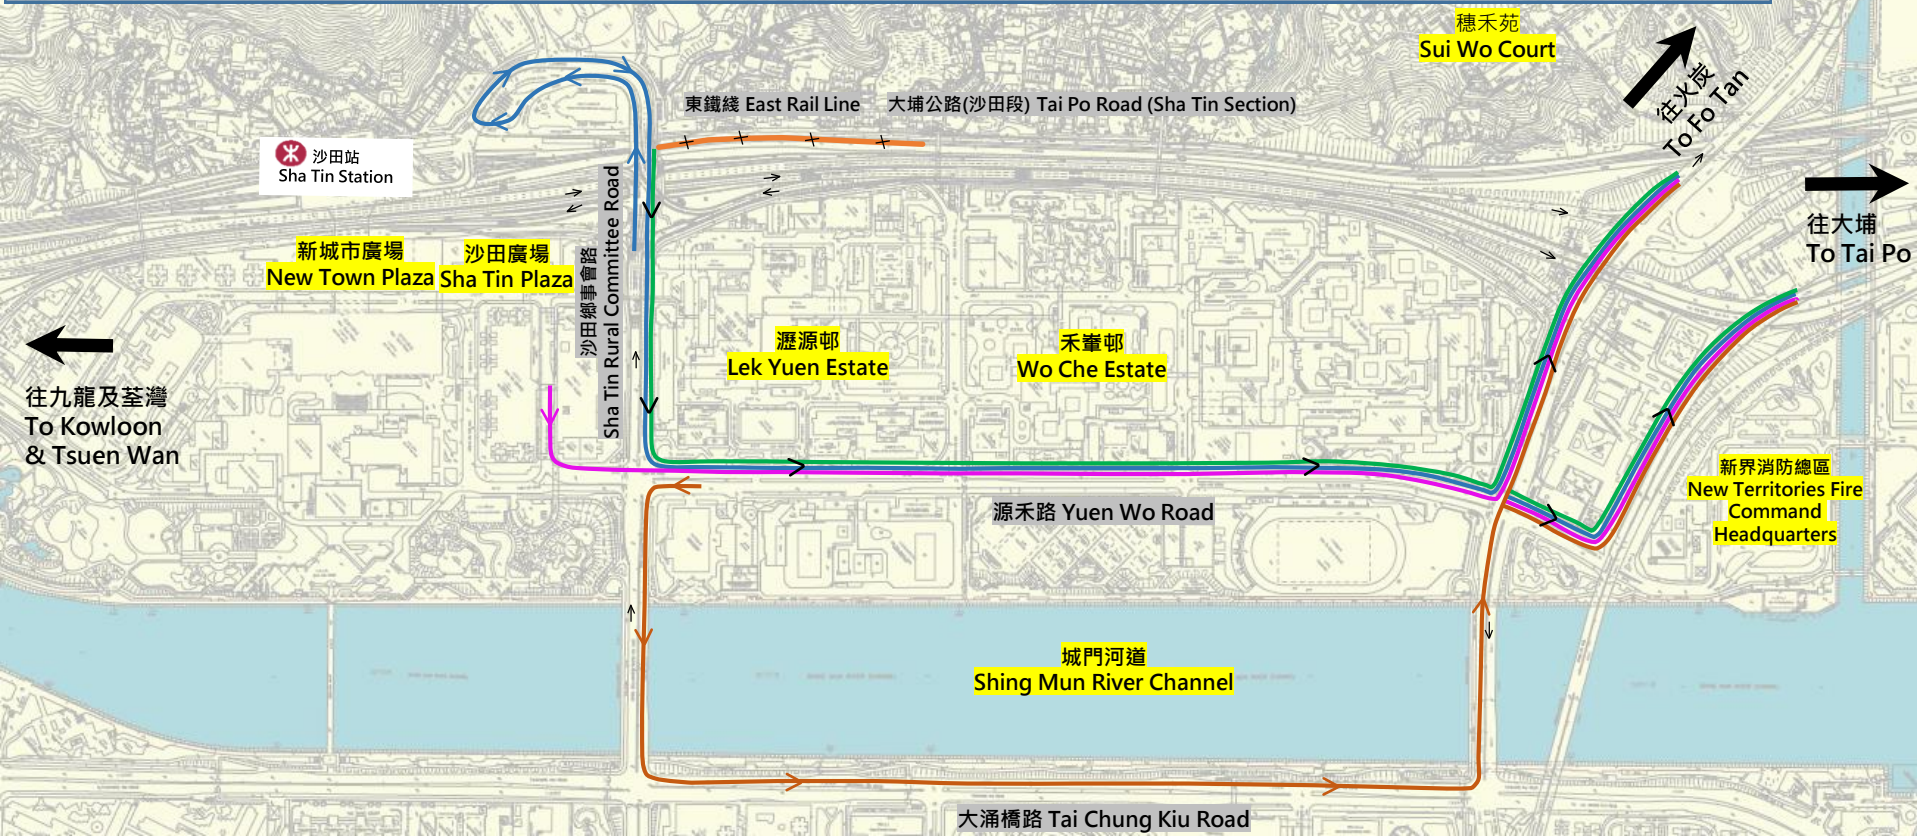 穗禾苑
Sui Wo Court
往火炭
To Fo Tan
東鐵綫 East Rail Line
大埔公路(沙田段) Tai Po Road (Sha Tin Section)
沙田站
Sha Tin Station
往大埔
To Tai Po
新城市廣場
New Town Plaza
沙田廣場
Sha Tin Plaza
沙田鄉事會路
Sha Tin Rural Committee Road
瀝源邨
Lek Yuen Estate
禾輋邨
Wo Che Estate
往九龍及荃灣
To Kowloon
& Tsuen Wan
新界消防總區
New Territories Fire
Command
Headquarters
源禾路 Yuen Wo Road
城門河道
Shing Mun River Channel
大涌橋路 Tai Chung Kiu Road